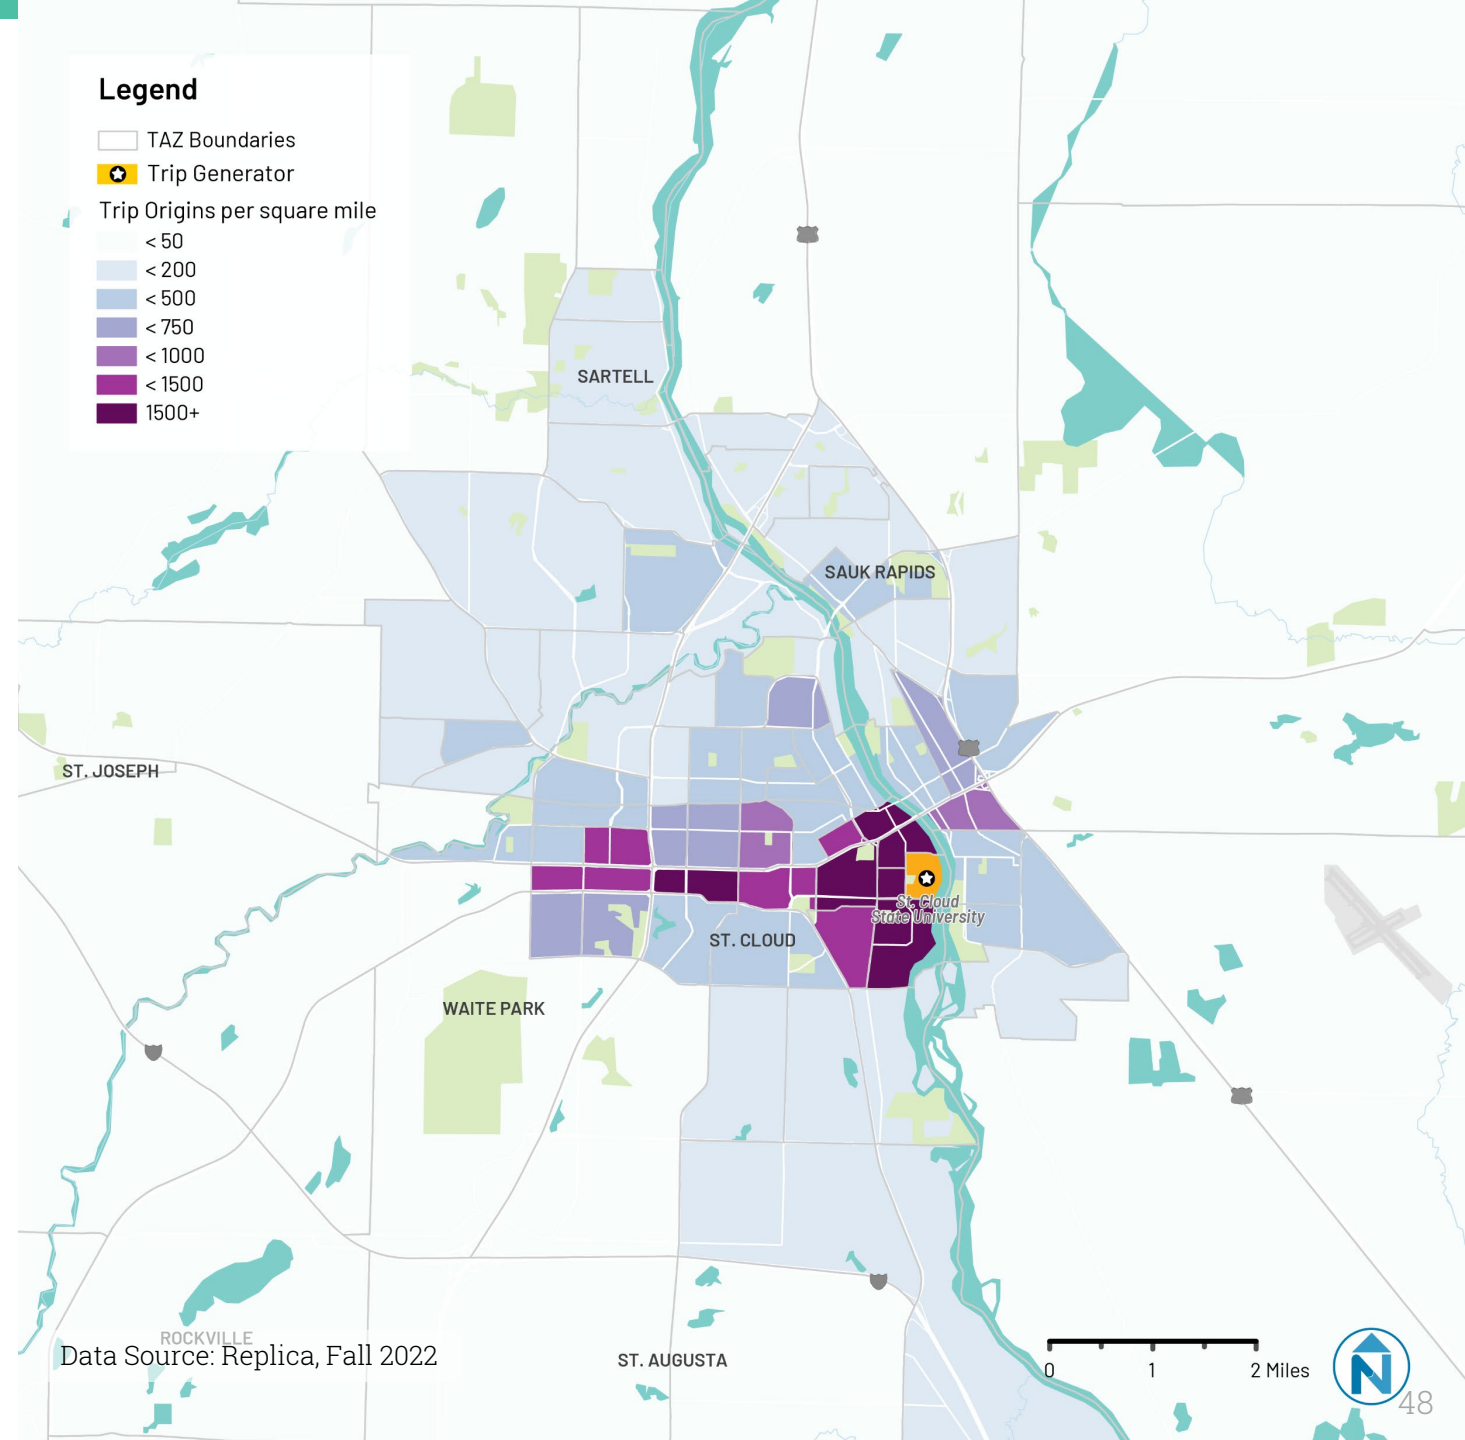 Legend
TAZ Boundaries
Trip Generator
Trip Origins per square mile
< 50
< 200
< 500
< 750
< 1000
< 1500
1500+
SARTELL
SAUK RAPIDS
ST. JOSEPH
St. Cloud
State University
ST. CLOUD
WAITE PARK
ROCKVILLE
Data Source: Replica, Fall 2022
ST. AUGUSTA
0 1 2 Miles
N
48